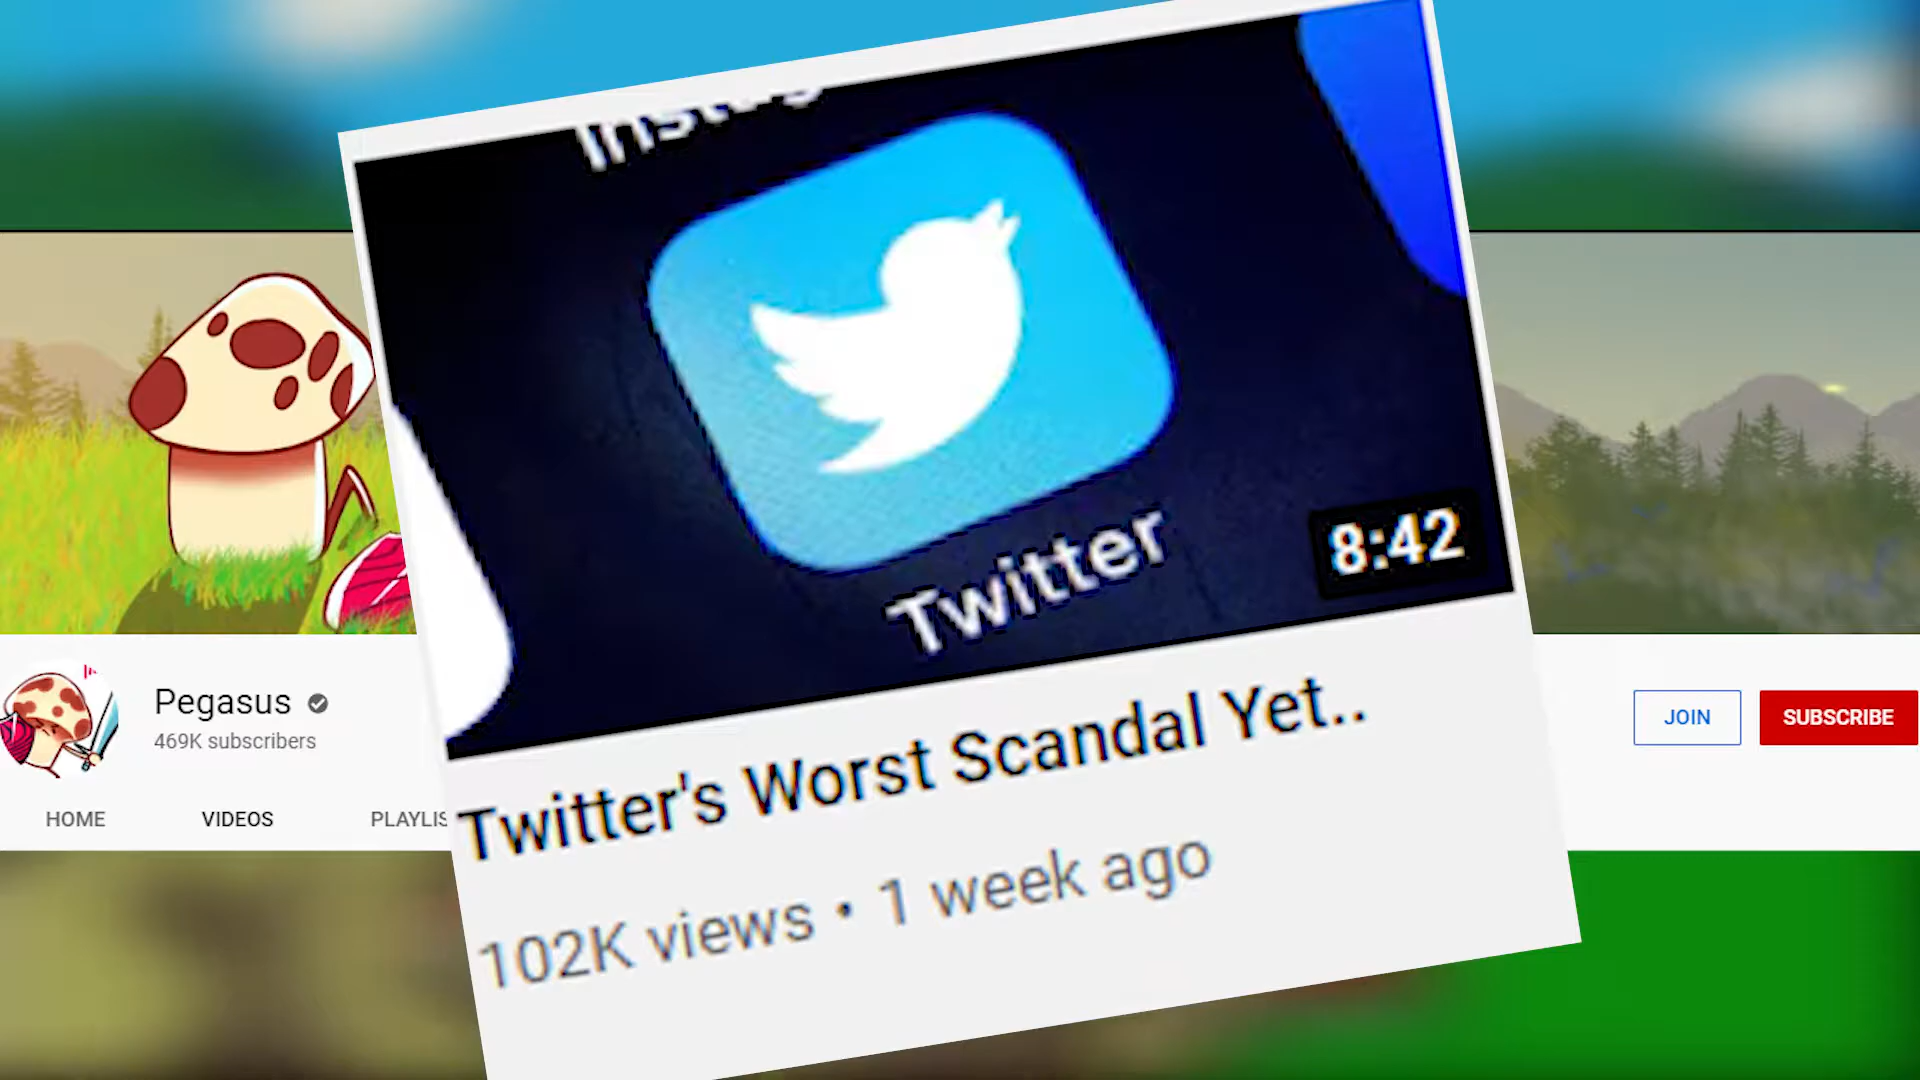 Twitter
8:42
Twitter's Worst Scandal Yet..
102K views • 1 week ago
Pegasus
469K subscribers
JOIN
SUBSCRIBE
HOME
VIDEOS